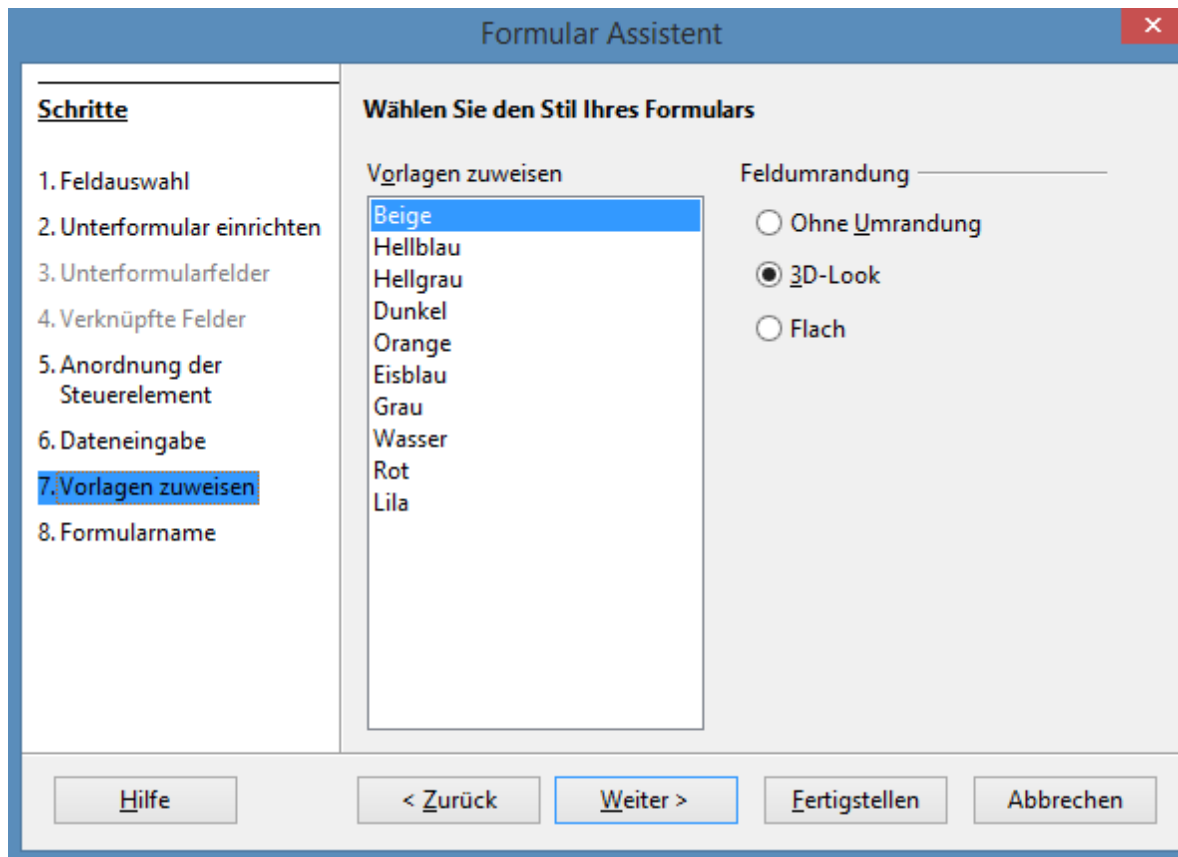 Formular Assistent
Schritte
1. Feldauswahl
2. Unterformular einrichten
3. Unterformularfelder
4. Verknüpfte Felder
5. Anordnung der
Steuerelement
6. Dateneingabe
7. Vorlagen zuweisen
8. Formularname
Wählen Sie den Stil Ihres Formulars
Vorlagen zuweisen
Beige
Hellblau
Hellgrau
Dunkel
Orange
Eisblau
Grau
Wasser
Rot
Lila
Feldumrandung
Ohne Umrandung
3D-Look
Flach
Hilfe
< Zurück
Weiter >
Fertigstellen
Abbrechen